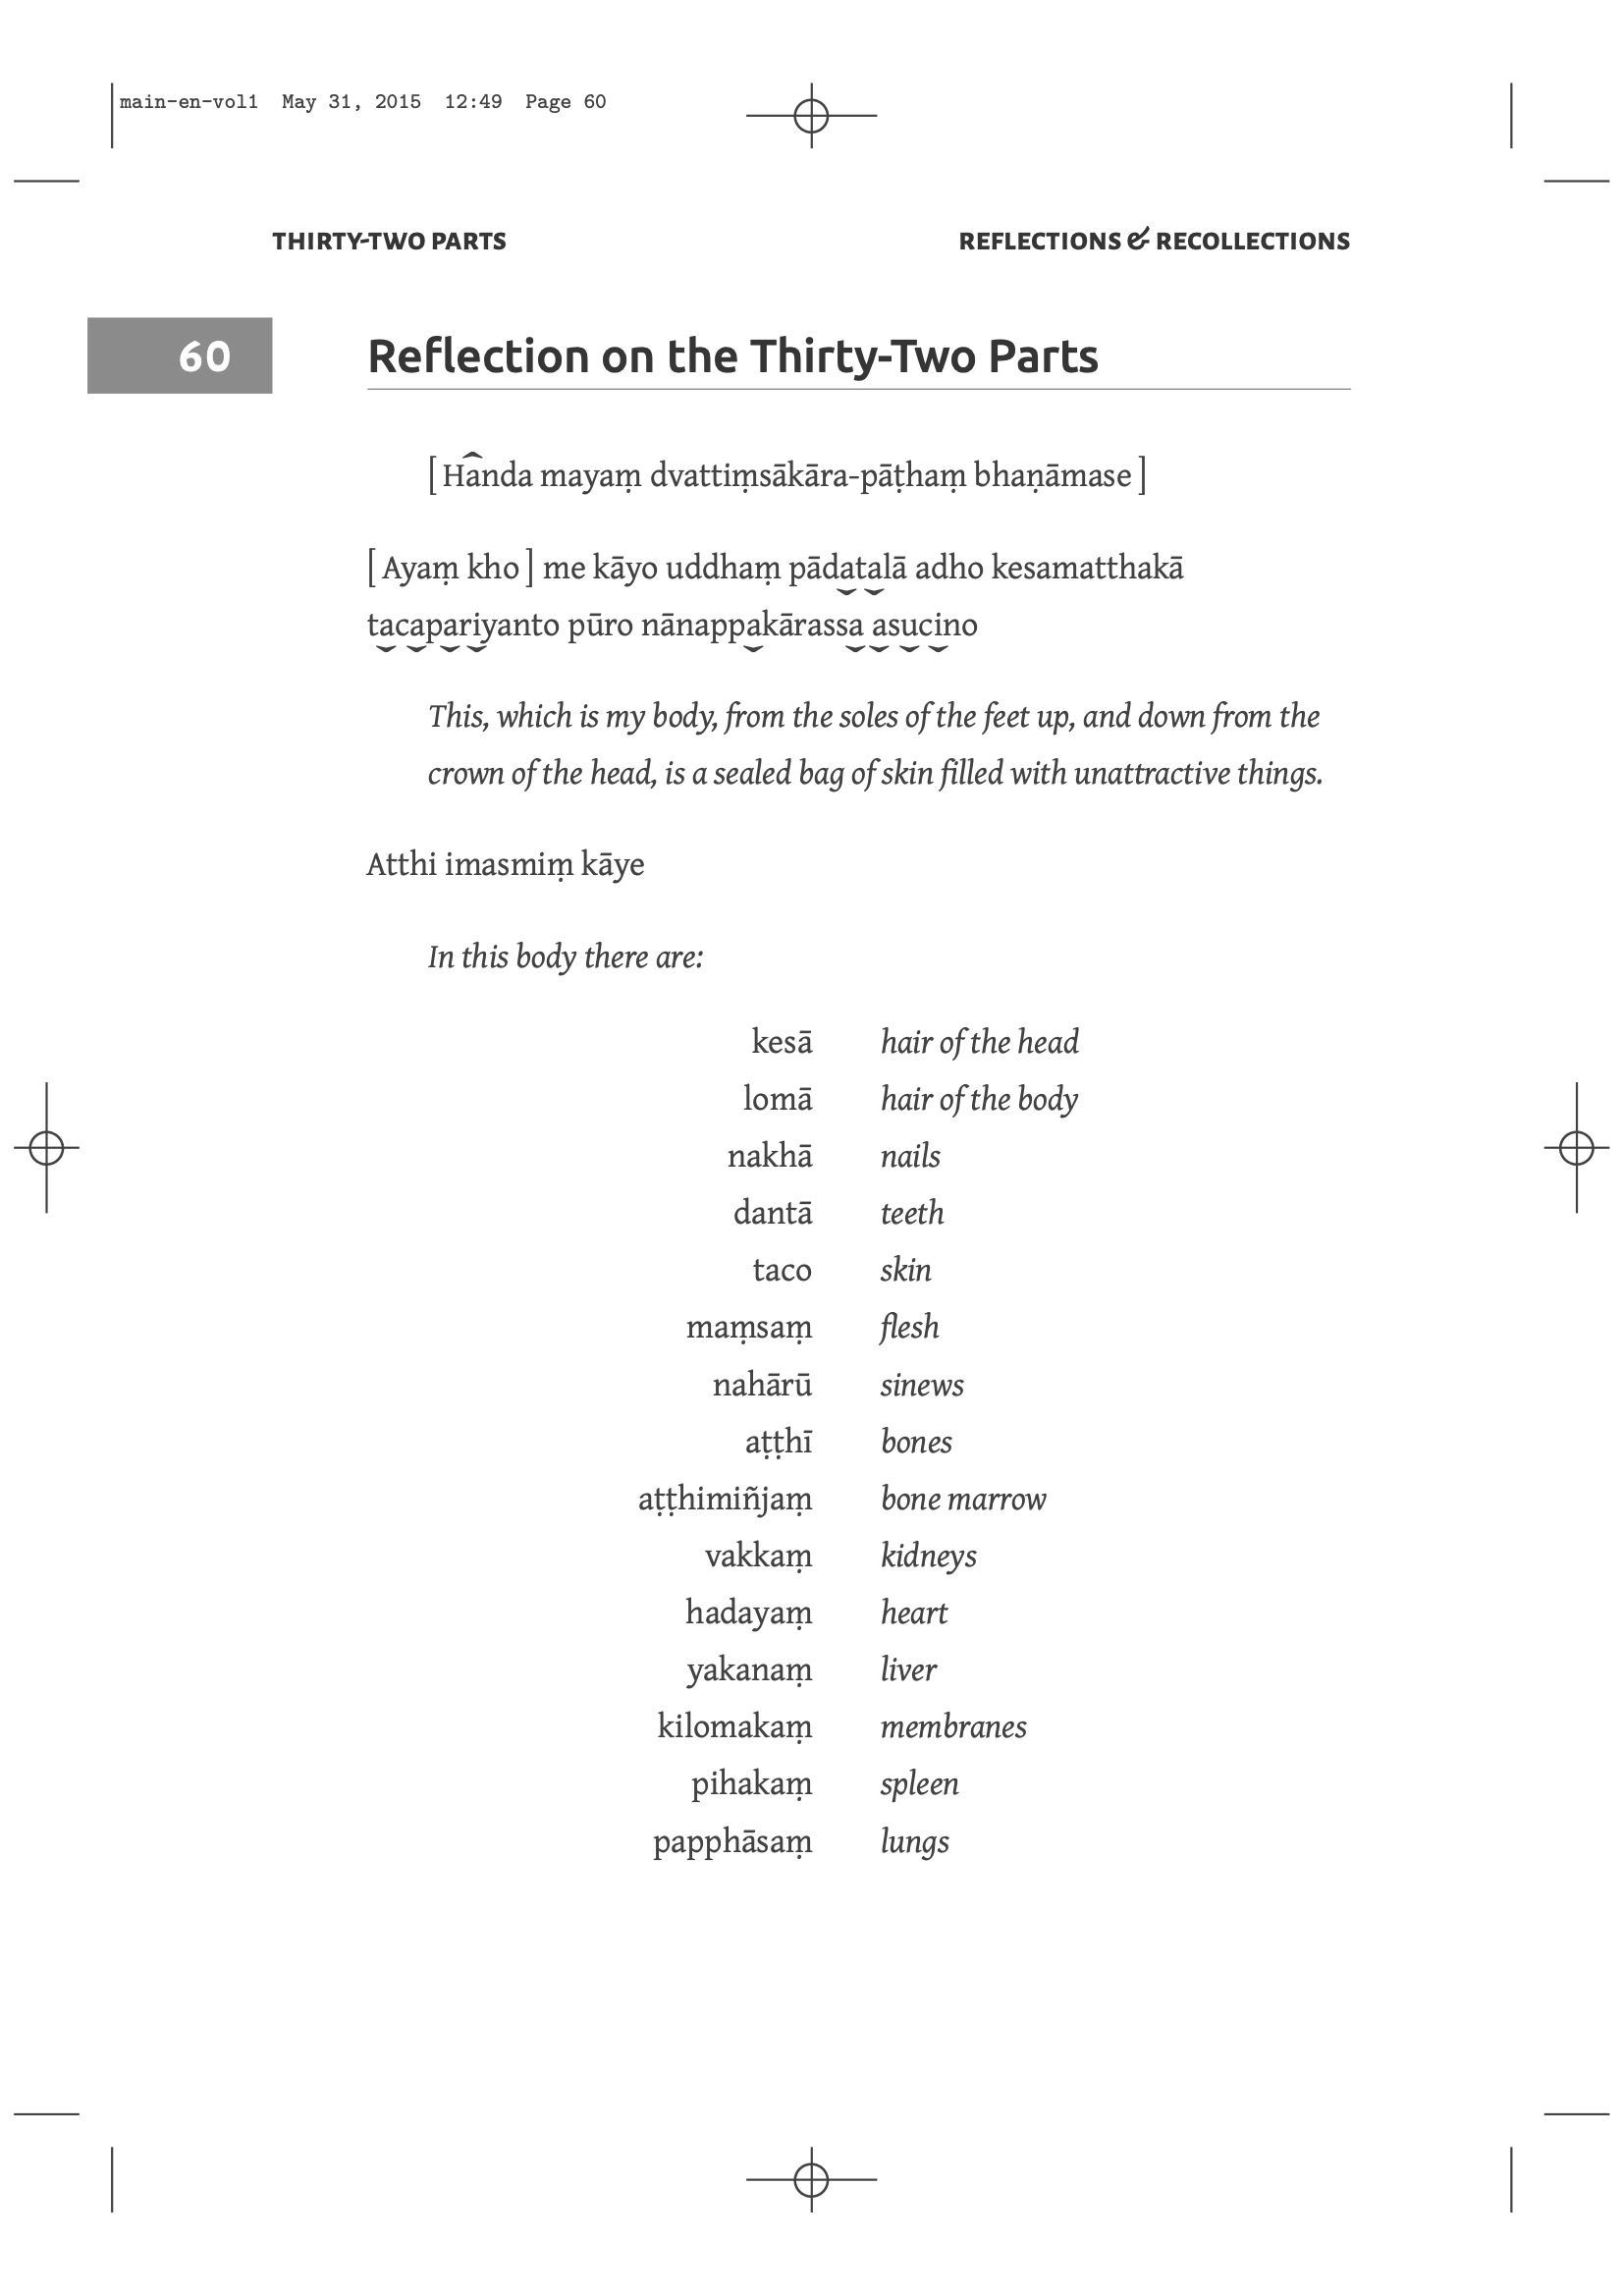 main-en-vol1 May 31, 2015 12:49 Page 60
THIRTY-TWO PARTS REFLECTIONS & RECOLLECTIONS
60 Reflection on the Thirty-Two Parts
[ Handa mayaṃ dvattiṃsākāra-pāṭhaṃ bhaṇāmase ]
[ Ayaṃ kho ] me kāyo uddhaṃ pādatalā adho kesamatthakā
tacapariyanto pūro nānappakārassa asucino
This, which is my body, from the soles of the feet up, and down from the
crown of the head, is a sealed bag of skin filled with unattractive things.
Atthi imasmiṃ kāye
In this body there are:
kesā hair of the head
lomā hair of the body
nakhā nails
dantā teeth
taco skin
maṃsaṃ flesh
nahārū sinews
aṭṭhī bones
aṭṭhimiñjaṃ bone marrow
vakkaṃ kidneys
hadayaṃ heart
yakanaṃ liver
kilomakaṃ membranes
pihakaṃ spleen
papphāsaṃ lungs